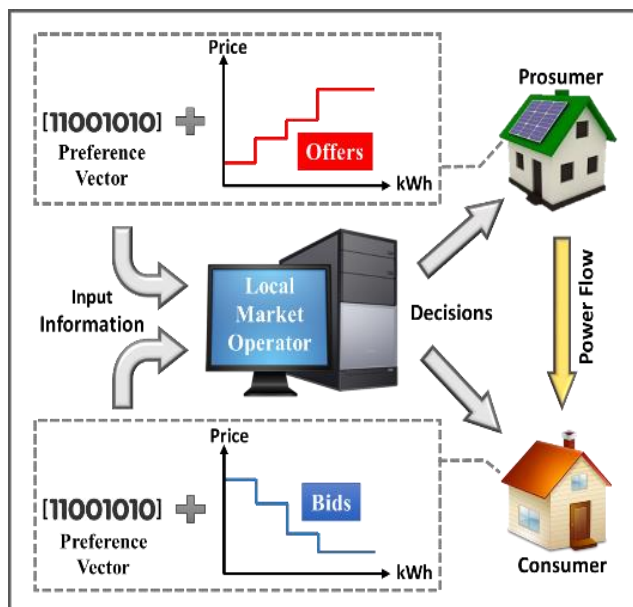 Price
[11001010]
Preference
Vector
Offers
kWh
Prosumer
Input
Information
Local
Market
Operator
Decisions
Power Flow
Price
[11001010]
Preference
Vector
Bids
kWh
Consumer